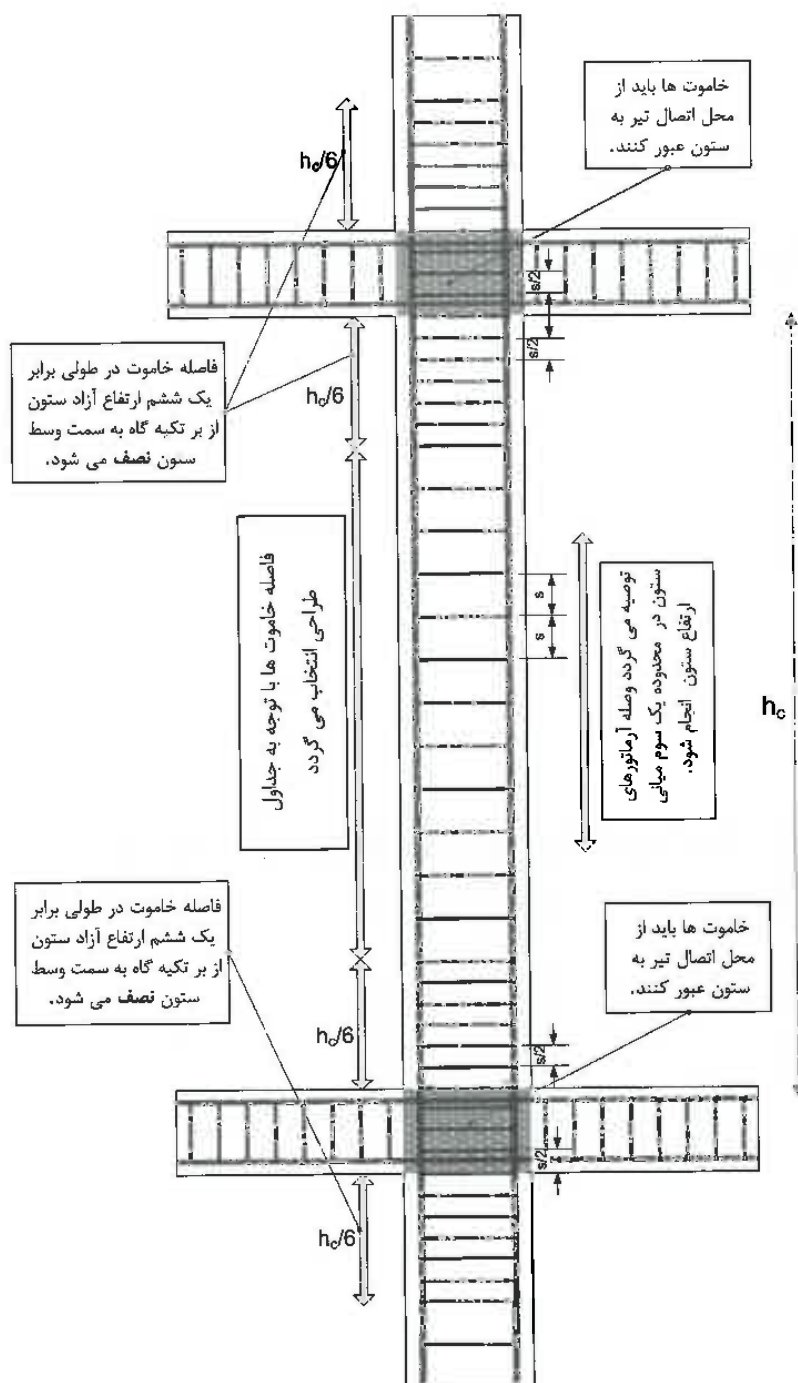 خاموت ها باید از
محل اتصال تیر به
ستون عبور کنند.
h_c/6
s/2
s/2
فاصله خاموت در طولی برابر
یک ششم ارتفاع آزاد ستون
از بر تکیه گاه به سمت وسط
ستون نصف می شود.
h_c/6
فاصله خاموت ها با توجه به جداول
طراحی انتخاب می گردد
s
s
توصیه می گردد وصله آرماتورهای
ستون در محدوده یک سوم میانی
ارتفاع ستون انجام شود.
h_c
فاصله خاموت در طولی برابر
یک ششم ارتفاع آزاد ستون
از بر تکیه گاه به سمت وسط
ستون نصف می شود.
خاموت ها باید از
محل اتصال تیر به
ستون عبور کنند.
h_c/6
s/2
s/2
h_c/6